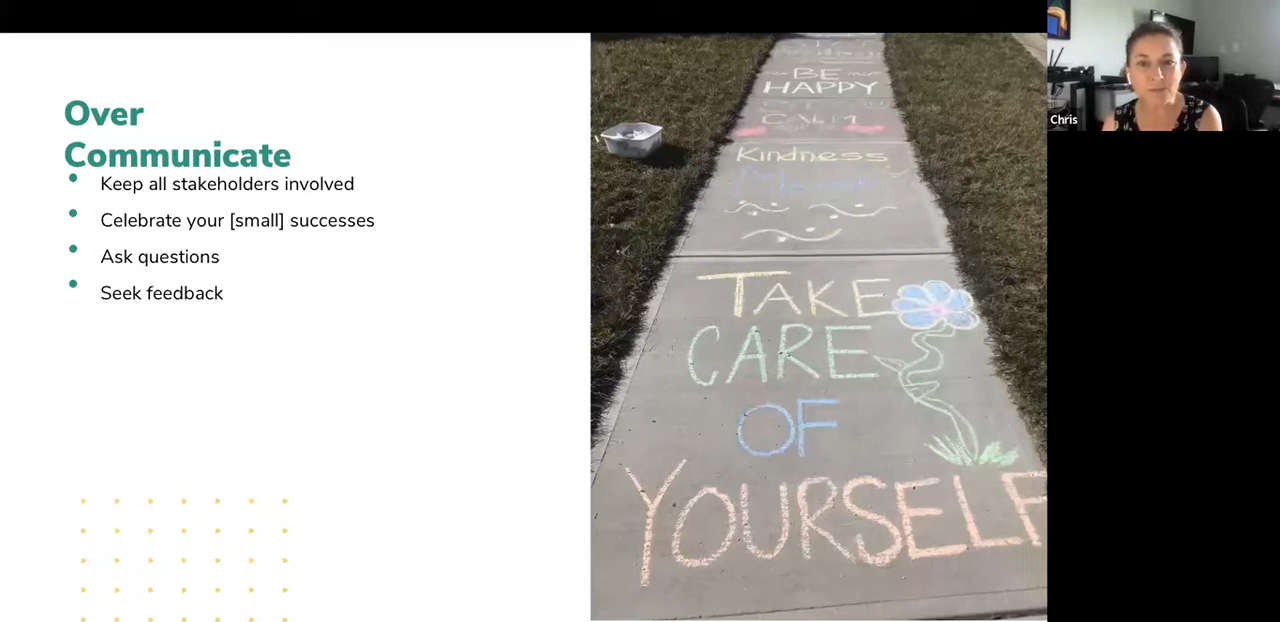 Over
Communicate
Keep all stakeholders involved
Celebrate your [small] successes
Ask questions
Seek feedback
BE
HAPPY
CALM
Kindness
TAKE
CARE
OF
YOURSELF
Chris